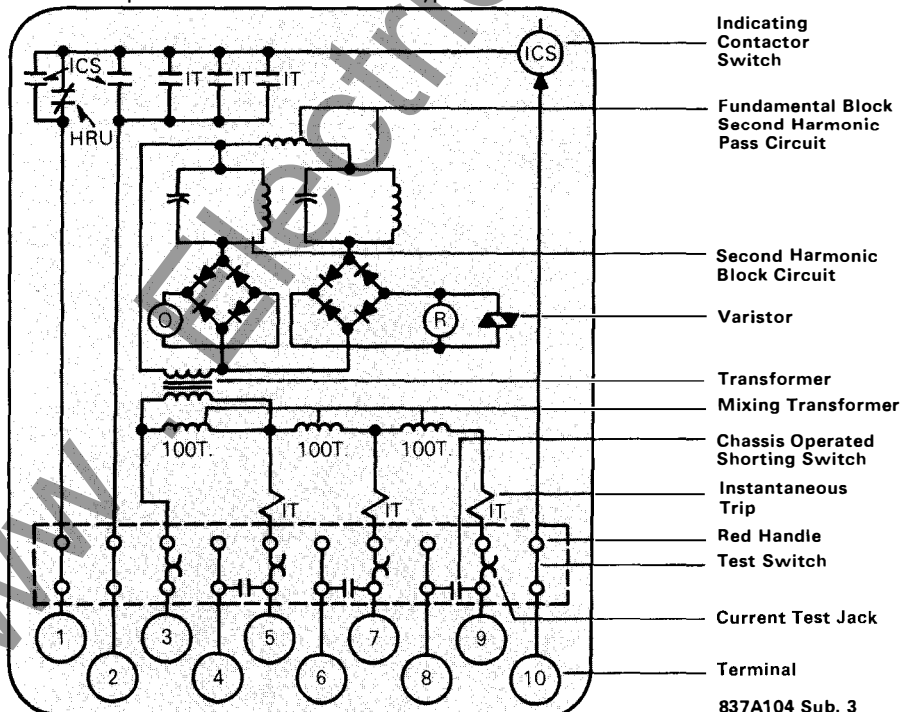 Indicating
Contactor
Switch
ICS
ICS
IT
IT
IT
HRU
Fundamental Block
Second Harmonic
Pass Circuit
Second Harmonic
Block Circuit
O
R
Varistor
Transformer
Mixing Transformer
100T.
100T.
100T.
Chassis Operated
Shorting Switch
Instantaneous
Trip
IT
IT
IT
Red Handle
Test Switch
Current Test Jack
1
3
5
7
9
2
4
6
8
10
Terminal
837A104 Sub. 3
www. Electric